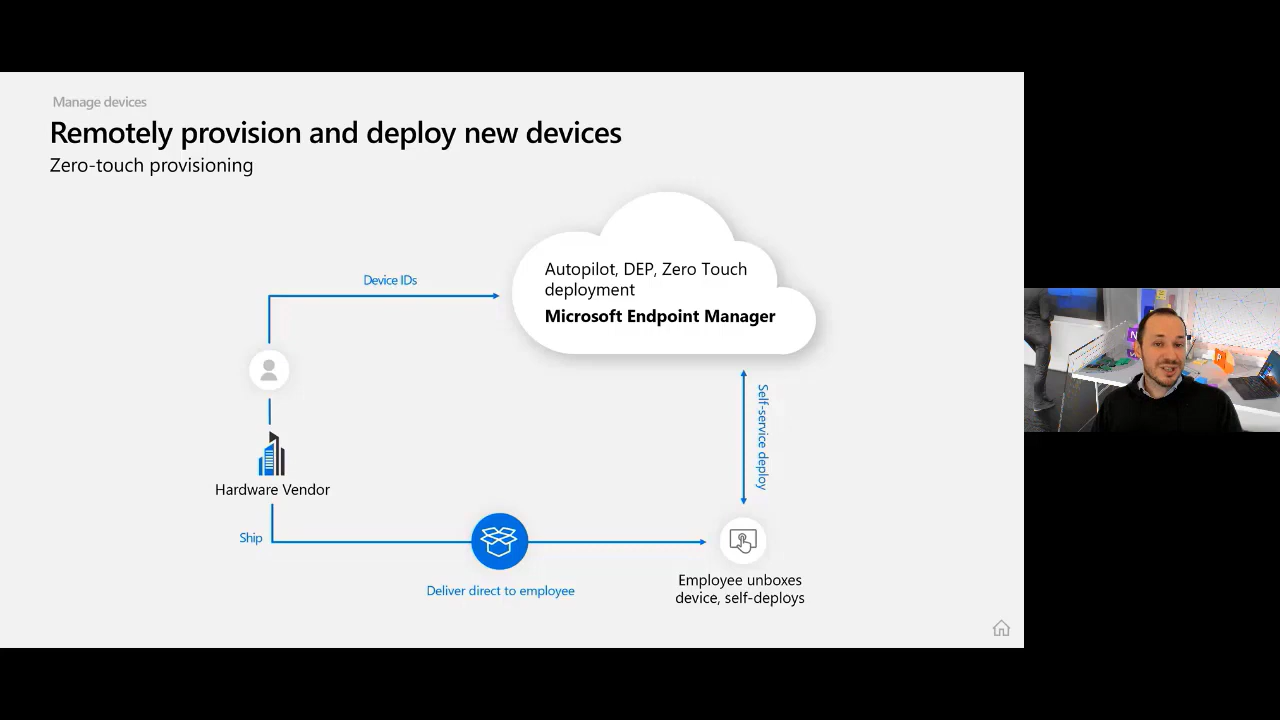 Manage devices
Remotely provision and deploy new devices
Zero-touch provisioning
Device IDs
Autopilot, DEP, Zero Touch
deployment
Microsoft Endpoint Manager
Self-service deploy
Hardware Vendor
Ship
Deliver direct to employee
Employee unboxes
device, self-deploys